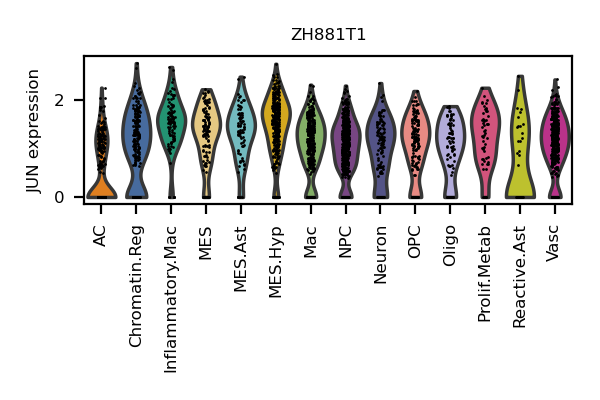 ZH881T1
JUN expression
2
0
AC
Chromatin.Reg
Inflammatory.Mac
MES
MES.Ast
MES.Hyp
Mac
NPC
Neuron
OPC
Oligo
Prolif.Metab
Reactive.Ast
Vasc